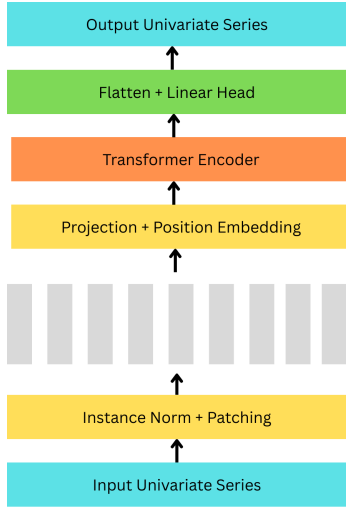 Output Univariate Series
Flatten + Linear Head
Transformer Encoder
Projection + Position Embedding
Instance Norm + Patching
Input Univariate Series